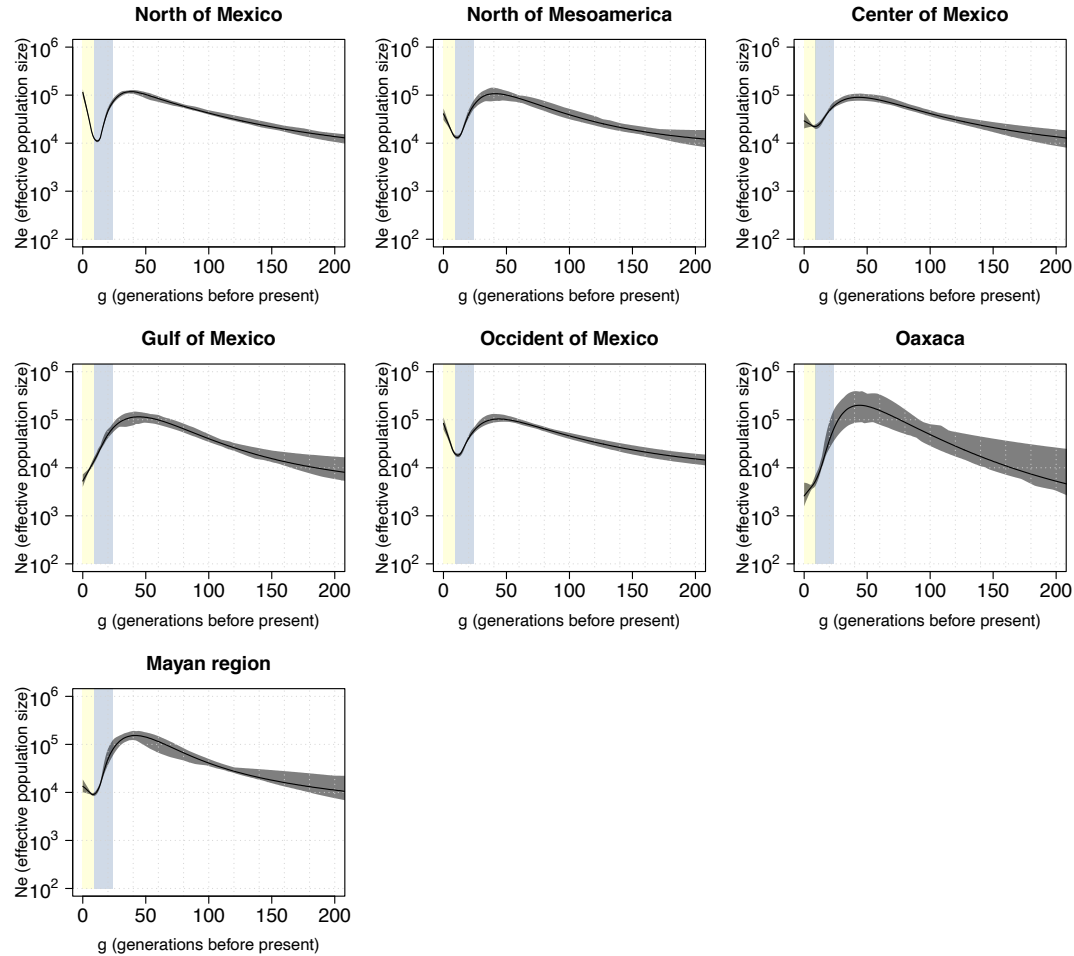 North of Mexico
Ne (effective population size)
10^6
10^5
10^4
10^3
10^2
0 50 100 150 200
g (generations before present)
North of Mesoamerica
Ne (effective population size)
10^6
10^5
10^4
10^3
10^2
0 50 100 150 200
g (generations before present)
Center of Mexico
Ne (effective population size)
10^6
10^5
10^4
10^3
10^2
0 50 100 150 200
g (generations before present)
Gulf of Mexico
Ne (effective population size)
10^6
10^5
10^4
10^3
10^2
0 50 100 150 200
g (generations before present)
Occident of Mexico
Ne (effective population size)
10^6
10^5
10^4
10^3
10^2
0 50 100 150 200
g (generations before present)
Oaxaca
Ne (effective population size)
10^6
10^5
10^4
10^3
10^2
0 50 100 150 200
g (generations before present)
Mayan region
Ne (effective population size)
10^6
10^5
10^4
10^3
10^2
0 50 100 150 200
g (generations before present)